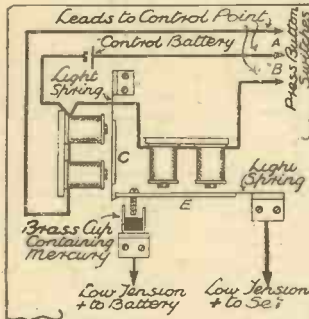 Leads to Control Point
Control Battery
A
B
Press Button
Switches
Light
Spring
C
Light
Spring
E
Brass Cup
Containing
Mercury
Low Tension
+ to Battery
Low Tension
+ to Set